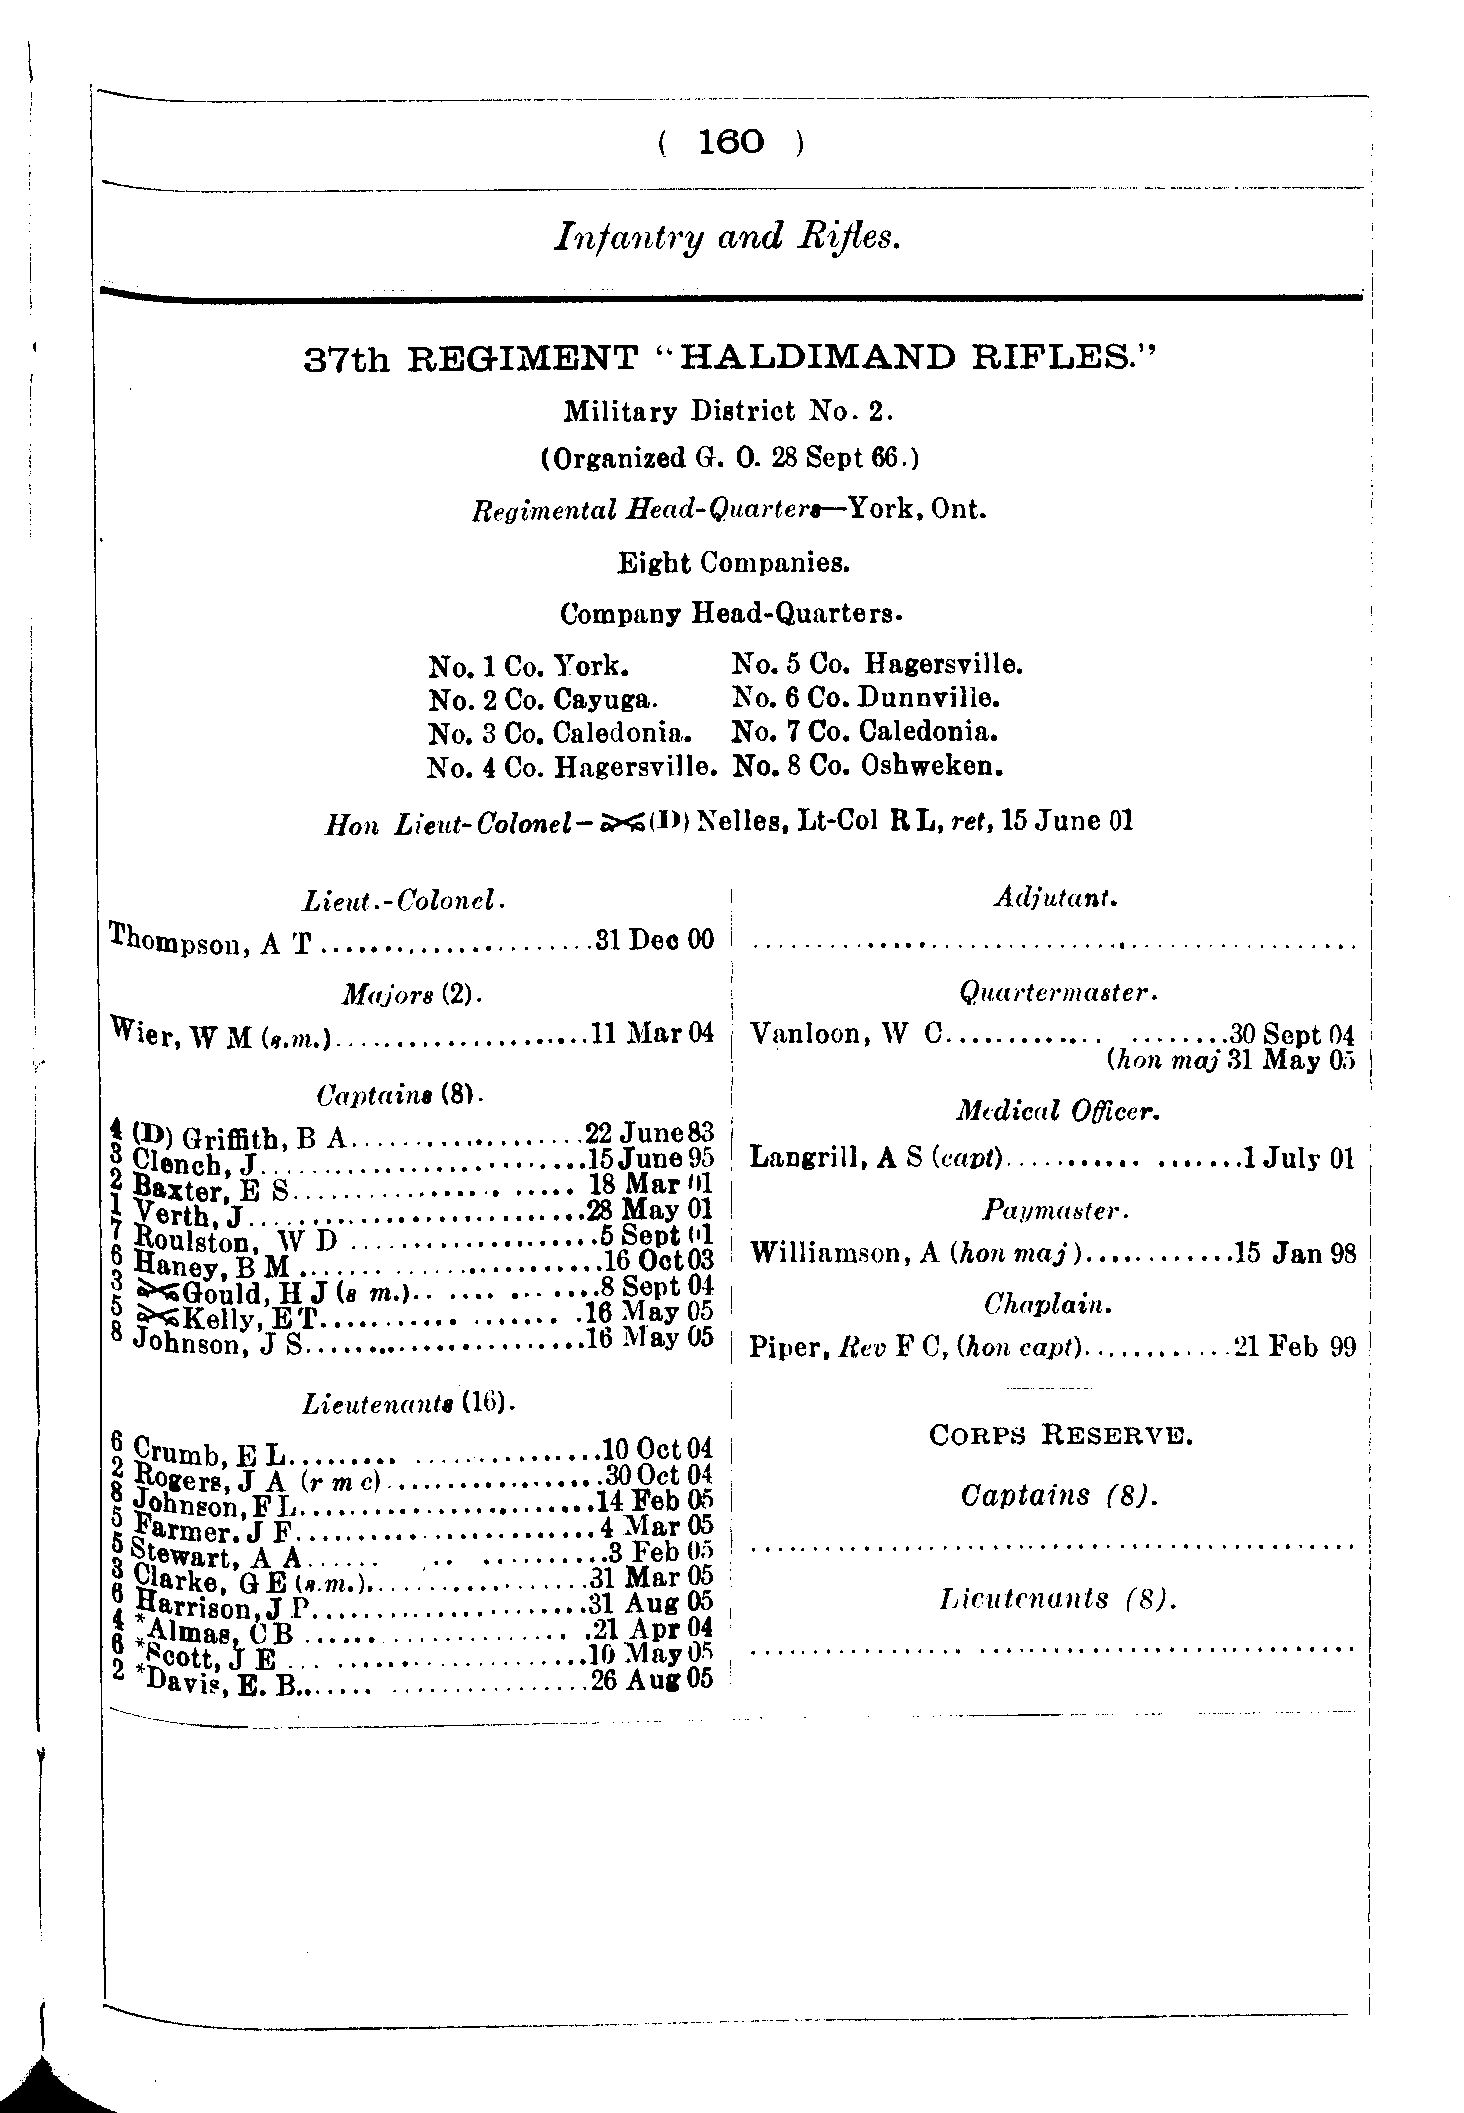 ( 160 )
Infantry and Rifles.
37th REGIMENT "HALDIMAND RIFLES."
Military District No. 2.
(Organized G. O. 28 Sept 66.)
Regimental Head-Quarters—York, Ont.
Eight Companies.
Company Head-Quarters.
No. 1 Co. York. No. 5 Co. Hagersville.
No. 2 Co. Cayuga. No. 6 Co. Dunnville.
No. 3 Co. Caledonia. No. 7 Co. Caledonia.
No. 4 Co. Hagersville. No. 8 Co. Oshweken.
Hon Lieut-Colonel—(D) Nelles, Lt-Col R L, ret, 15 June 01
Lieut.-Colonel.
Thompson, A T ......................31 Dec 00
Majors (2).
Wier, W M (s.m.)....................11 Mar 04
Captains (8).
4 (D) Griffith, B A..................22 June 83
3 Clench, J..........................15 June 95
2 Baxter, E S................. ..... 18 Mar 01
1 Verth, J...........................28 May 01
7 Roulston, W D ....................5 Sept 01
6 Haney, B M ........................16 Oct 03
3 Gould, H J (s m.).. .... ... ....8 Sept 04
5 Kelly, E T........... ....... .16 May 05
8 Johnson, J S.......................16 May 05
Lieutenants (16).
6 Crumb, E L......... ...............10 Oct 04
2 Rogers, J A (r m c).................30 Oct 04
8 Johnson, F L.......................14 Feb 05
5 Farmer, J F........................4 Mar 05
5 Stewart, A A...... .. ..........3 Feb 05
3 Clarke, G E (s.m.)..................31 Mar 05
6 Harrison, J P......................31 Aug 05
4 *Almas, C B ...................... .21 Apr 04
6 *Scott, J E ... ....................10 May 05
2 *Davis, E. B....... ................26 Aug 05
Adjutant.
................................................
Quartermaster.
Vanloon, W C............. ........30 Sept 04
(hon maj 31 May 05
Medical Officer.
Langrill, A S (capt)........... .......1 July 01
Paymaster.
Williamson, A (hon maj)............15 Jan 98
Chaplain.
Piper, Rev F C, (hon capt)............21 Feb 99
CORPS RESERVE.
Captains (8).
................................................
Lieutenants (8).
................................................